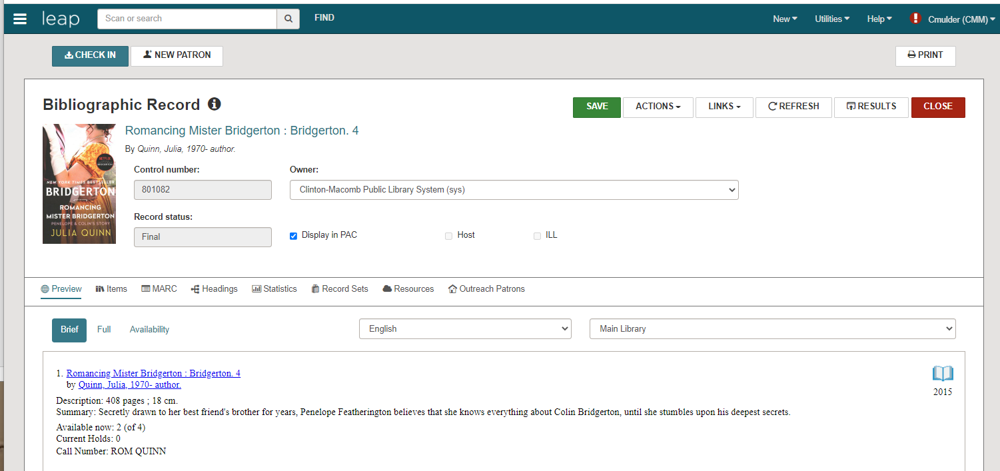 leap Scan or search FIND New Utilities Help Cmulder (CMM)
CHECK IN NEW PATRON PRINT
Bibliographic Record
SAVE ACTIONS LINKS REFRESH RESULTS CLOSE
Romancing Mister Bridgerton : Bridgerton. 4
By Quinn, Julia, 1970- author.
NETFLIX
BRIDGERTON
NEW YORK TIMES BESTSELLER
BRIDGERTON
ROMANCING
MISTER BRIDGERTON
PENELOPE & COLIN'S STORY
JULIA QUINN
Control number: Owner:
801082 Clinton-Macomb Public Library System (sys)
Record status:
Final Display in PAC Host ILL
Preview Items MARC Headings Statistics Record Sets Resources Outreach Patrons
Brief Full Availability English Main Library
1. Romancing Mister Bridgerton : Bridgerton. 4
by Quinn, Julia, 1970- author.
2015
Description: 408 pages ; 18 cm.
Summary: Secretly drawn to her best friend's brother for years, Penelope Featherington believes that she knows everything about Colin Bridgerton, until she stumbles upon his deepest secrets.
Available now: 2 (of 4)
Current Holds: 0
Call Number: ROM QUINN